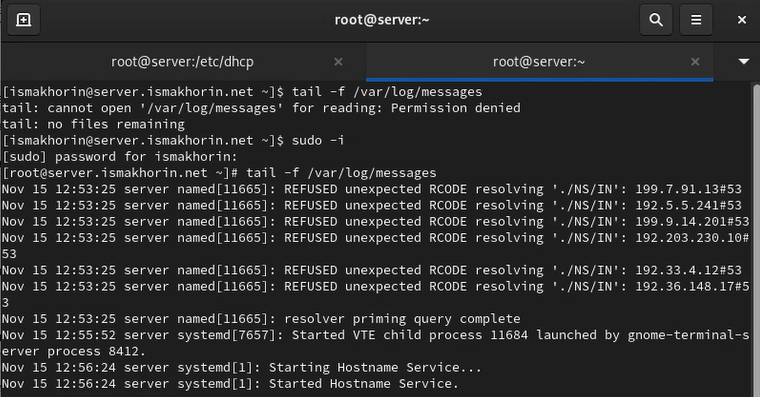 root@server:~
root@server:/etc/dhcp
root@server:~
[ismakhorin@server.ismakhorin.net ~]$ tail -f /var/log/messages
tail: cannot open '/var/log/messages' for reading: Permission denied
tail: no files remaining
[ismakhorin@server.ismakhorin.net ~]$ sudo -i
[sudo] password for ismakhorin:
[root@server.ismakhorin.net ~]# tail -f /var/log/messages
Nov 15 12:53:25 server named[11665]: REFUSED unexpected RCODE resolving './NS/IN': 199.7.91.13#53
Nov 15 12:53:25 server named[11665]: REFUSED unexpected RCODE resolving './NS/IN': 192.5.5.241#53
Nov 15 12:53:25 server named[11665]: REFUSED unexpected RCODE resolving './NS/IN': 199.9.14.201#53
Nov 15 12:53:25 server named[11665]: REFUSED unexpected RCODE resolving './NS/IN': 192.203.230.10#
53
Nov 15 12:53:25 server named[11665]: REFUSED unexpected RCODE resolving './NS/IN': 192.33.4.12#53
Nov 15 12:53:25 server named[11665]: REFUSED unexpected RCODE resolving './NS/IN': 192.36.148.17#5
3
Nov 15 12:53:25 server named[11665]: resolver priming query complete
Nov 15 12:55:52 server systemd[7657]: Started VTE child process 11684 launched by gnome-terminal-s
erver process 8412.
Nov 15 12:56:24 server systemd[1]: Starting Hostname Service...
Nov 15 12:56:24 server systemd[1]: Started Hostname Service.